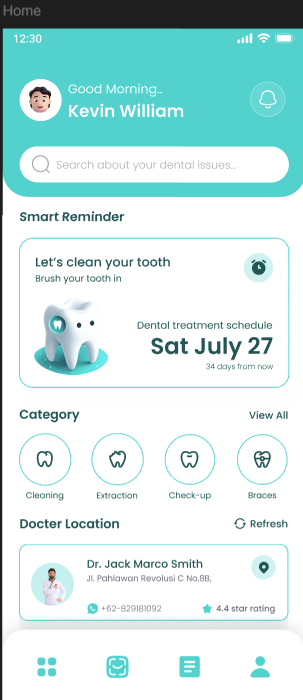 Home
12:30
Good Morning..
Kevin William
Search about your dental issues...
Smart Reminder
Let's clean your tooth
Brush your tooth in
Dental treatment schedule
Sat July 27
34 days from now
Category
View All
Cleaning
Extraction
Check-up
Braces
Docter Location
Refresh
Dr. Jack Marco Smith
Jl. Pahlawan Revolusi C No.8B,
+62-829181092
4.4 star rating